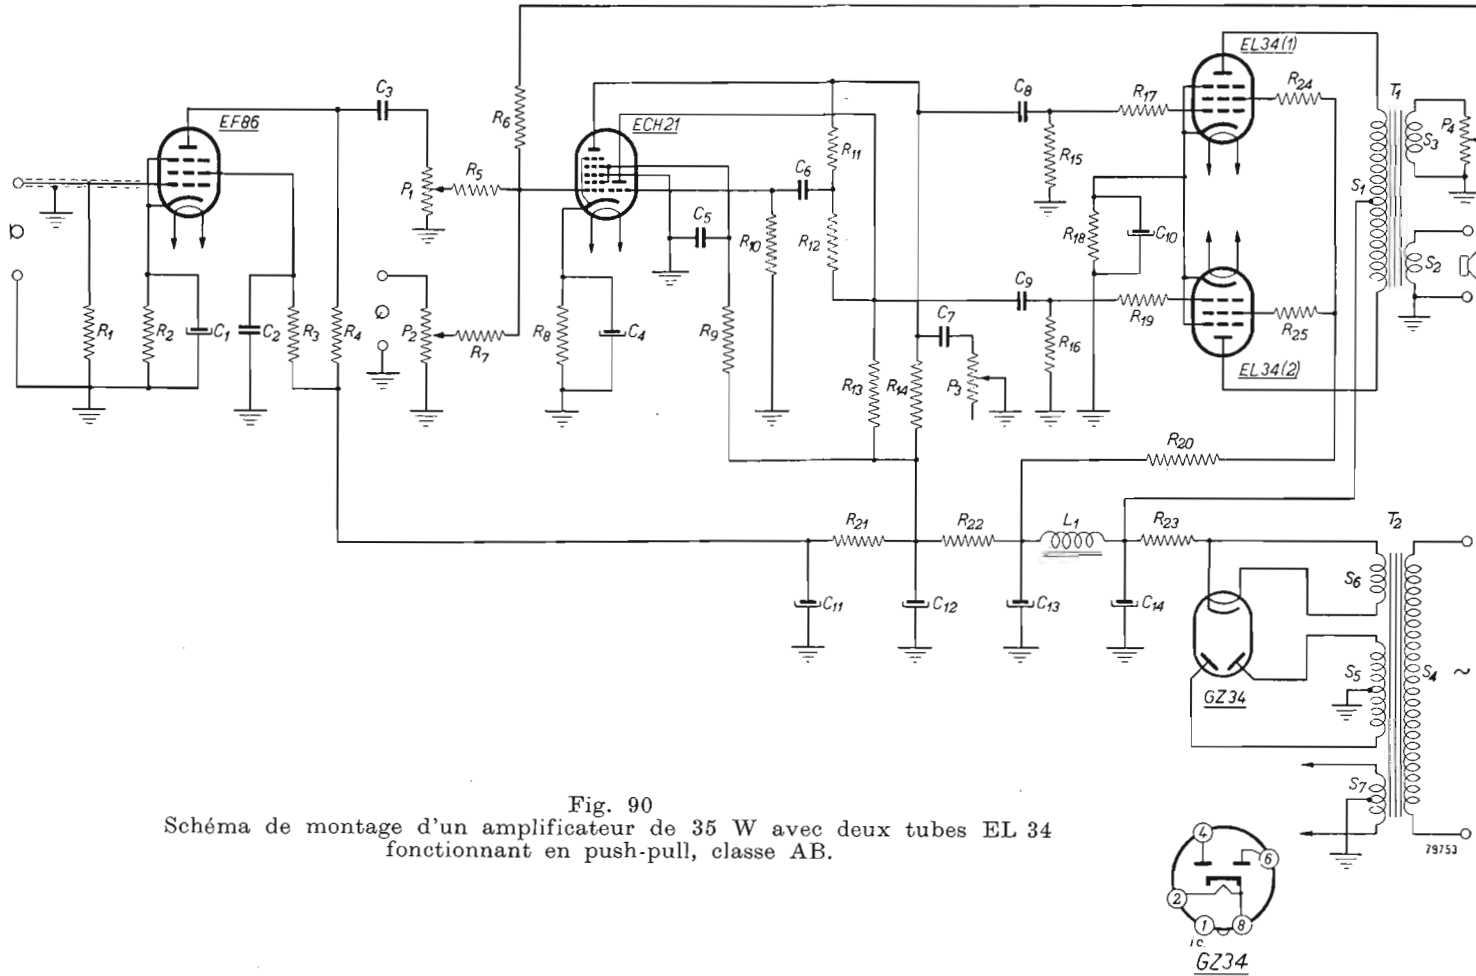 EF86
C3
R6
ECH21
P1
R5
C6
R11
C8
R17
EL34(1)
R24
T1
P4
S3
S1
R15
C5
R10
R12
R18
C10
S2
C9
R19
R25
EL34(2)
R1
R2
C1
C2
R3
R4
P2
R7
R8
C4
R9
C7
R13
R14
P3
R16
R20
R21
R22
L1
R23
T2
C11
C12
C13
C14
S6
S5
S4
~
GZ34
S7
79753
Fig. 90
Schéma de montage d'un amplificateur de 35 W avec deux tubes EL 34
fonctionnant en push-pull, classe AB.
4
6
2
1
8
i.c.
GZ34